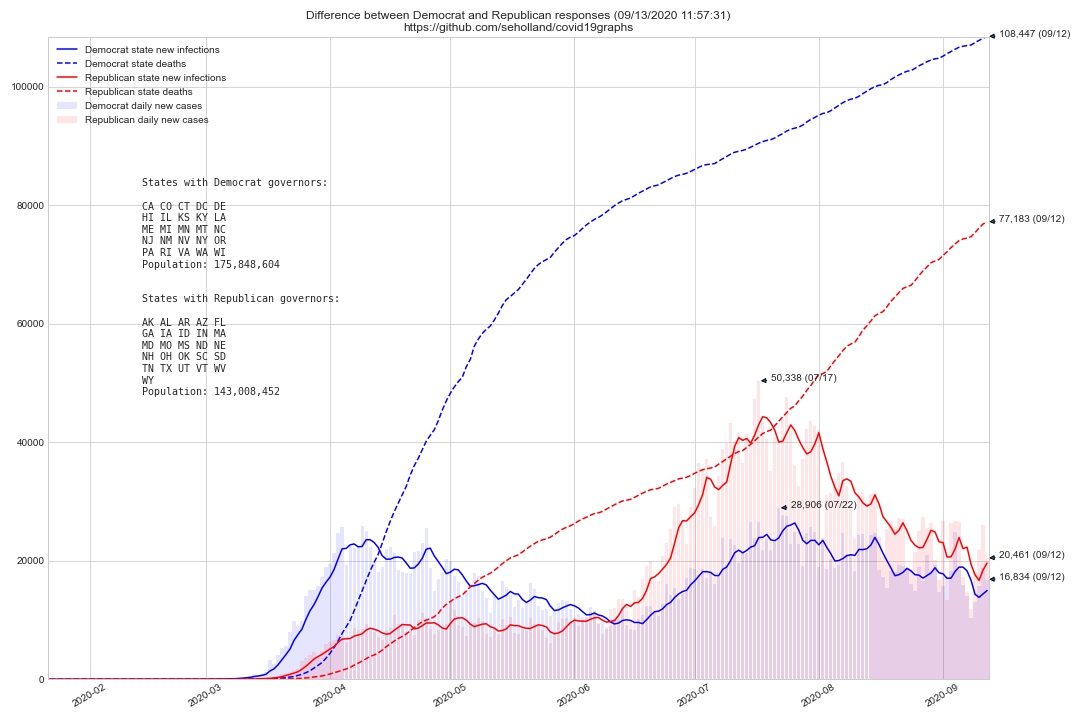 Difference between Democrat and Republican responses (09/13/2020 11:57:31)
https://github.com/seholland/covid19graphs
108,447 (09/12)
Democrat state new infections
Democrat state deaths
Republican state new infections
Republican state deaths
Democrat daily new cases
Republican daily new cases
100000
States with Democrat governors:
80000
CA CO CT DC DE
HI IL KS KY LA
ME MI MN MT NC
NJ NM NV NY OR
PA RI VA WA WI
Population: 175,848,604
77,183 (09/12)
States with Republican governors:
60000
AK AL AR AZ FL
GA IA ID IN MA
MD MO MS ND NE
NH OH OK SC SD
TN TX UT VT WV
WY
Population: 143,008,452
50,338 (07/17)
40000
28,906 (07/22)
20000
20,461 (09/12)
16,834 (09/12)
0
2020-02
2020-03
2020-04
2020-05
2020-06
2020-07
2020-08
2020-09